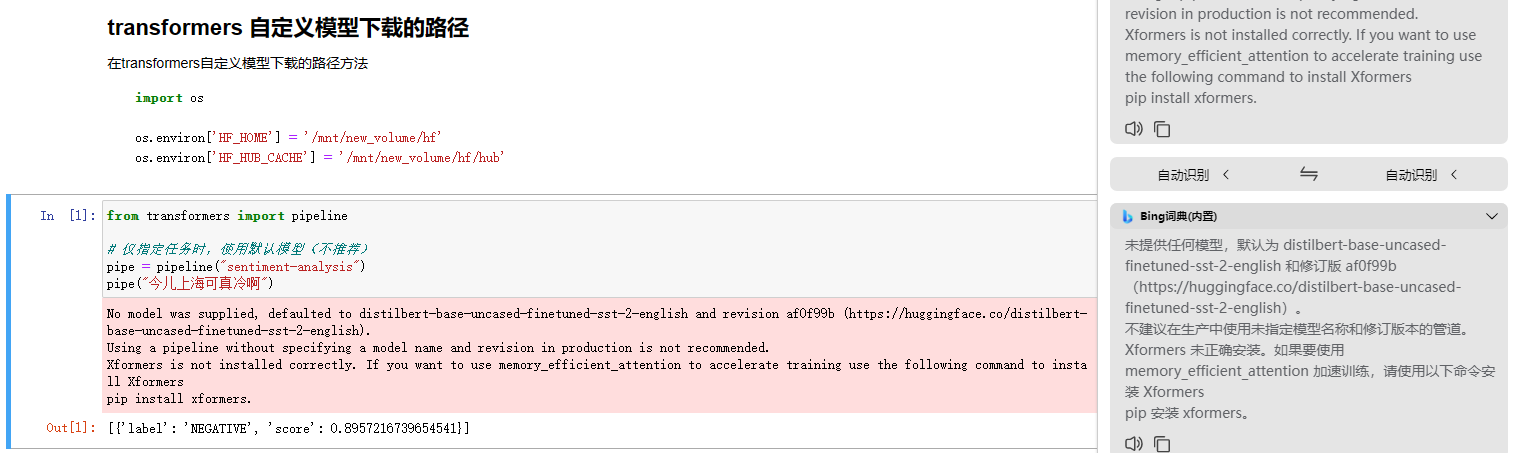 transformers 自定义模型下载的路径
在transformers自定义模型下载的路径方法
import os
os.environ['HF_HOME'] = '/mnt/new_volume/hf'
os.environ['HF_HUB_CACHE'] = '/mnt/new_volume/hf/hub'
In [1]:
from transformers import pipeline
# 仅指定任务时，使用默认模型（不推荐）
pipe = pipeline("sentiment-analysis")
pipe("今儿上海可真冷啊")
No model was supplied, defaulted to distilbert-base-uncased-finetuned-sst-2-english and revision af0f99b (https://huggingface.co/distilbert-
base-uncased-finetuned-sst-2-english).
Using a pipeline without specifying a model name and revision in production is not recommended.
Xformers is not installed correctly. If you want to use memory_efficient_attention to accelerate training use the following command to insta
ll Xformers
pip install xformers.
Out[1]: [{'label': 'NEGATIVE', 'score': 0.8957216739654541}]
revision in production is not recommended.
Xformers is not installed correctly. If you want to use
memory_efficient_attention to accelerate training use
the following command to install Xformers
pip install xformers.
自动识别 自动识别
Bing词典(内置)
未提供任何模型，默认为 distilbert-base-uncased-
finetuned-sst-2-english 和修订版 af0f99b
（https://huggingface.co/distilbert-base-uncased-
finetuned-sst-2-english）。
不建议在生产中使用未指定模型名称和修订版本的管道。
Xformers 未正确安装。如果要使用
memory_efficient_attention 加速训练，请使用以下命令安
装 Xformers
pip 安装 xformers。